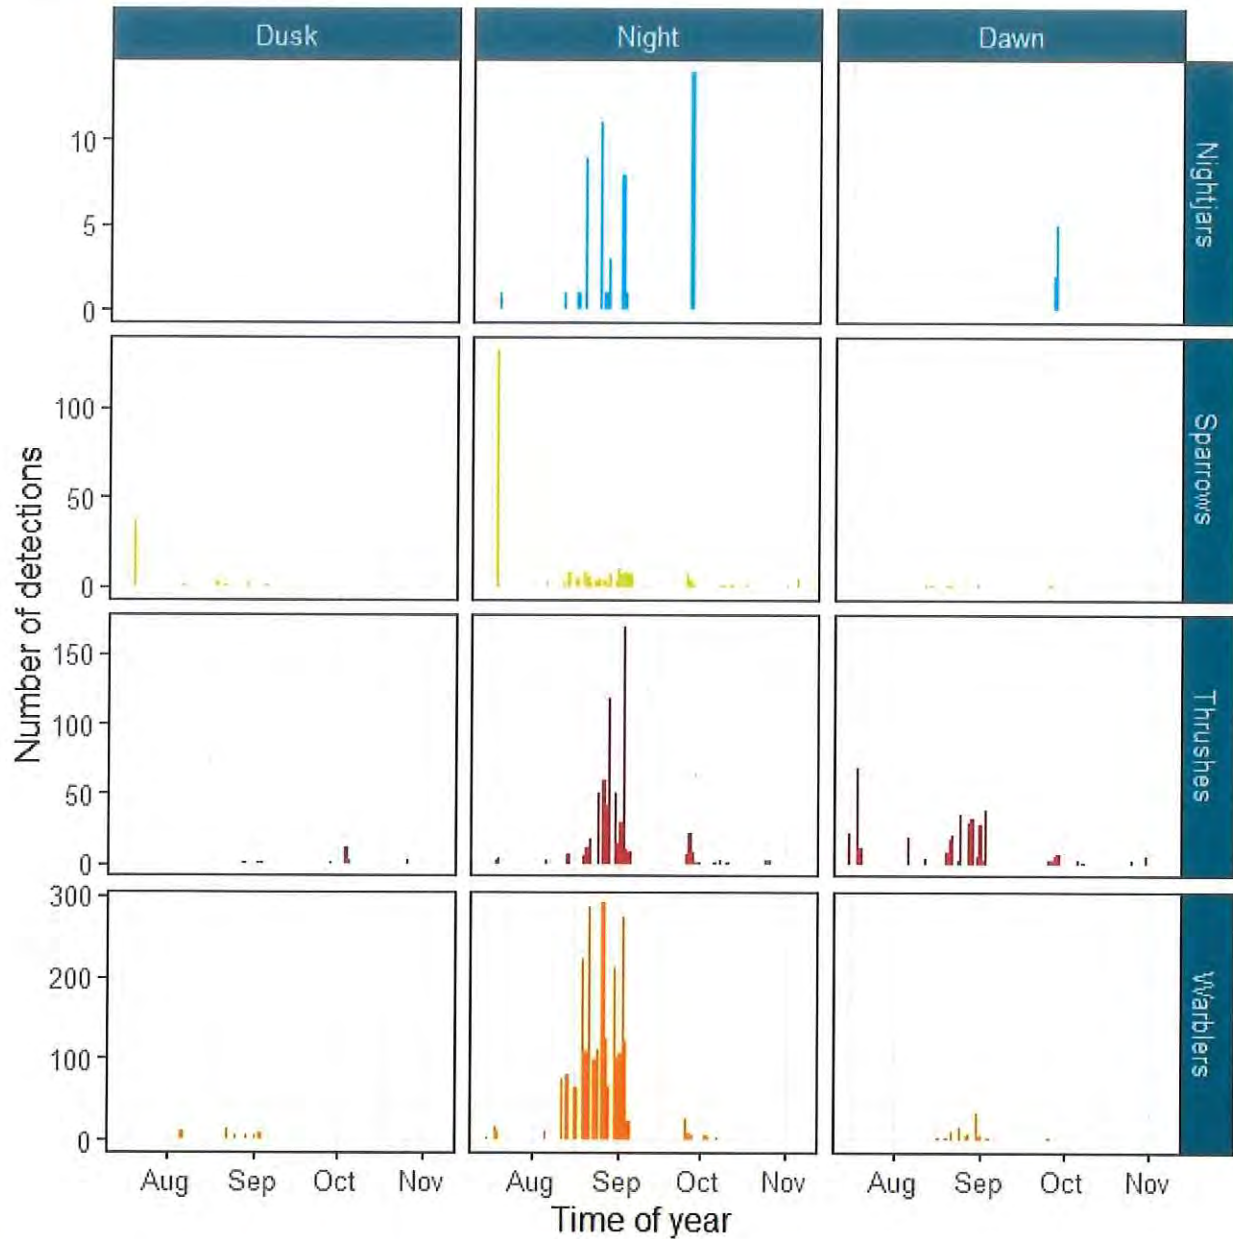 Dusk Night Dawn
10
5
0
Nightjars
100
50
0
Sparrows
150
100
50
0
Thrushes
300
200
100
0
Warblers
Number of detections
Aug Sep Oct Nov Aug Sep Oct Nov Aug Sep Oct Nov
Time of year